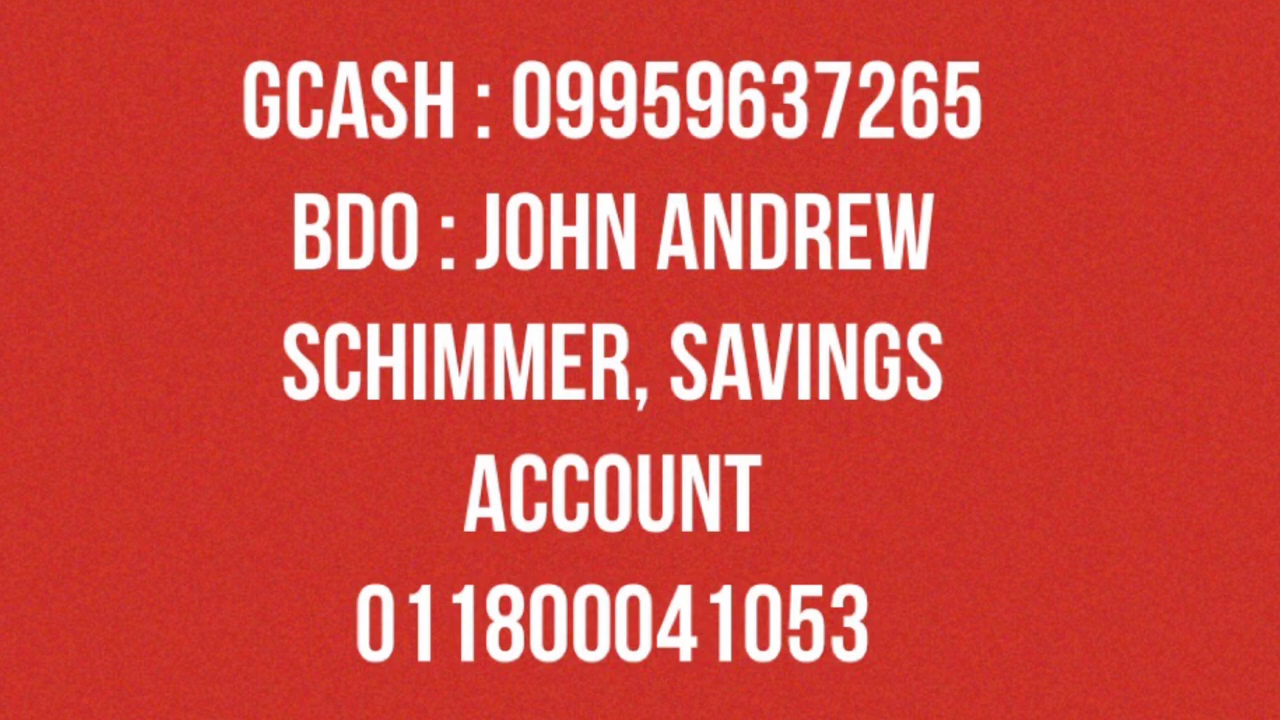 GCASH : 09959637265
BDO : JOHN ANDREW
SCHIMMER, SAVINGS
ACCOUNT
011800041053